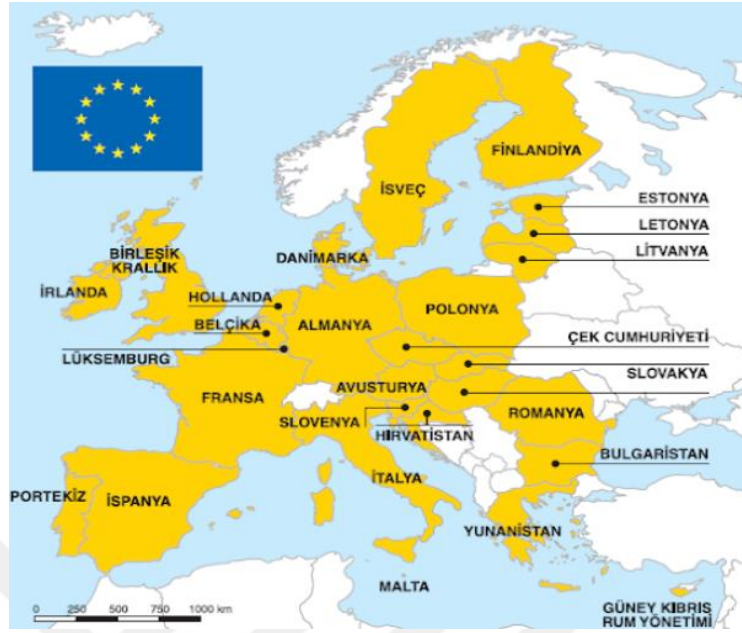 FİNLANDİYA
İSVEÇ
ESTONYA
LETONYA
LİTVANYA
BİRLEŞİK
KRALLIK
DANİMARKA
İRLANDA
HOLLANDA
POLONYA
BELÇİKA
ALMANYA
ÇEK CUMHURİYETİ
LÜKSEMBURG
SLOVAKYA
FRANSA
AVUSTURYA
ROMANYA
SLOVENYA
HIRVATİSTAN
BULGARİSTAN
İTALYA
PORTEKİZ
İSPANYA
YUNANİSTAN
MALTA
0 250 500 750 1000 km
GÜNEY KIBRIS
RUM YÖNETİMİ